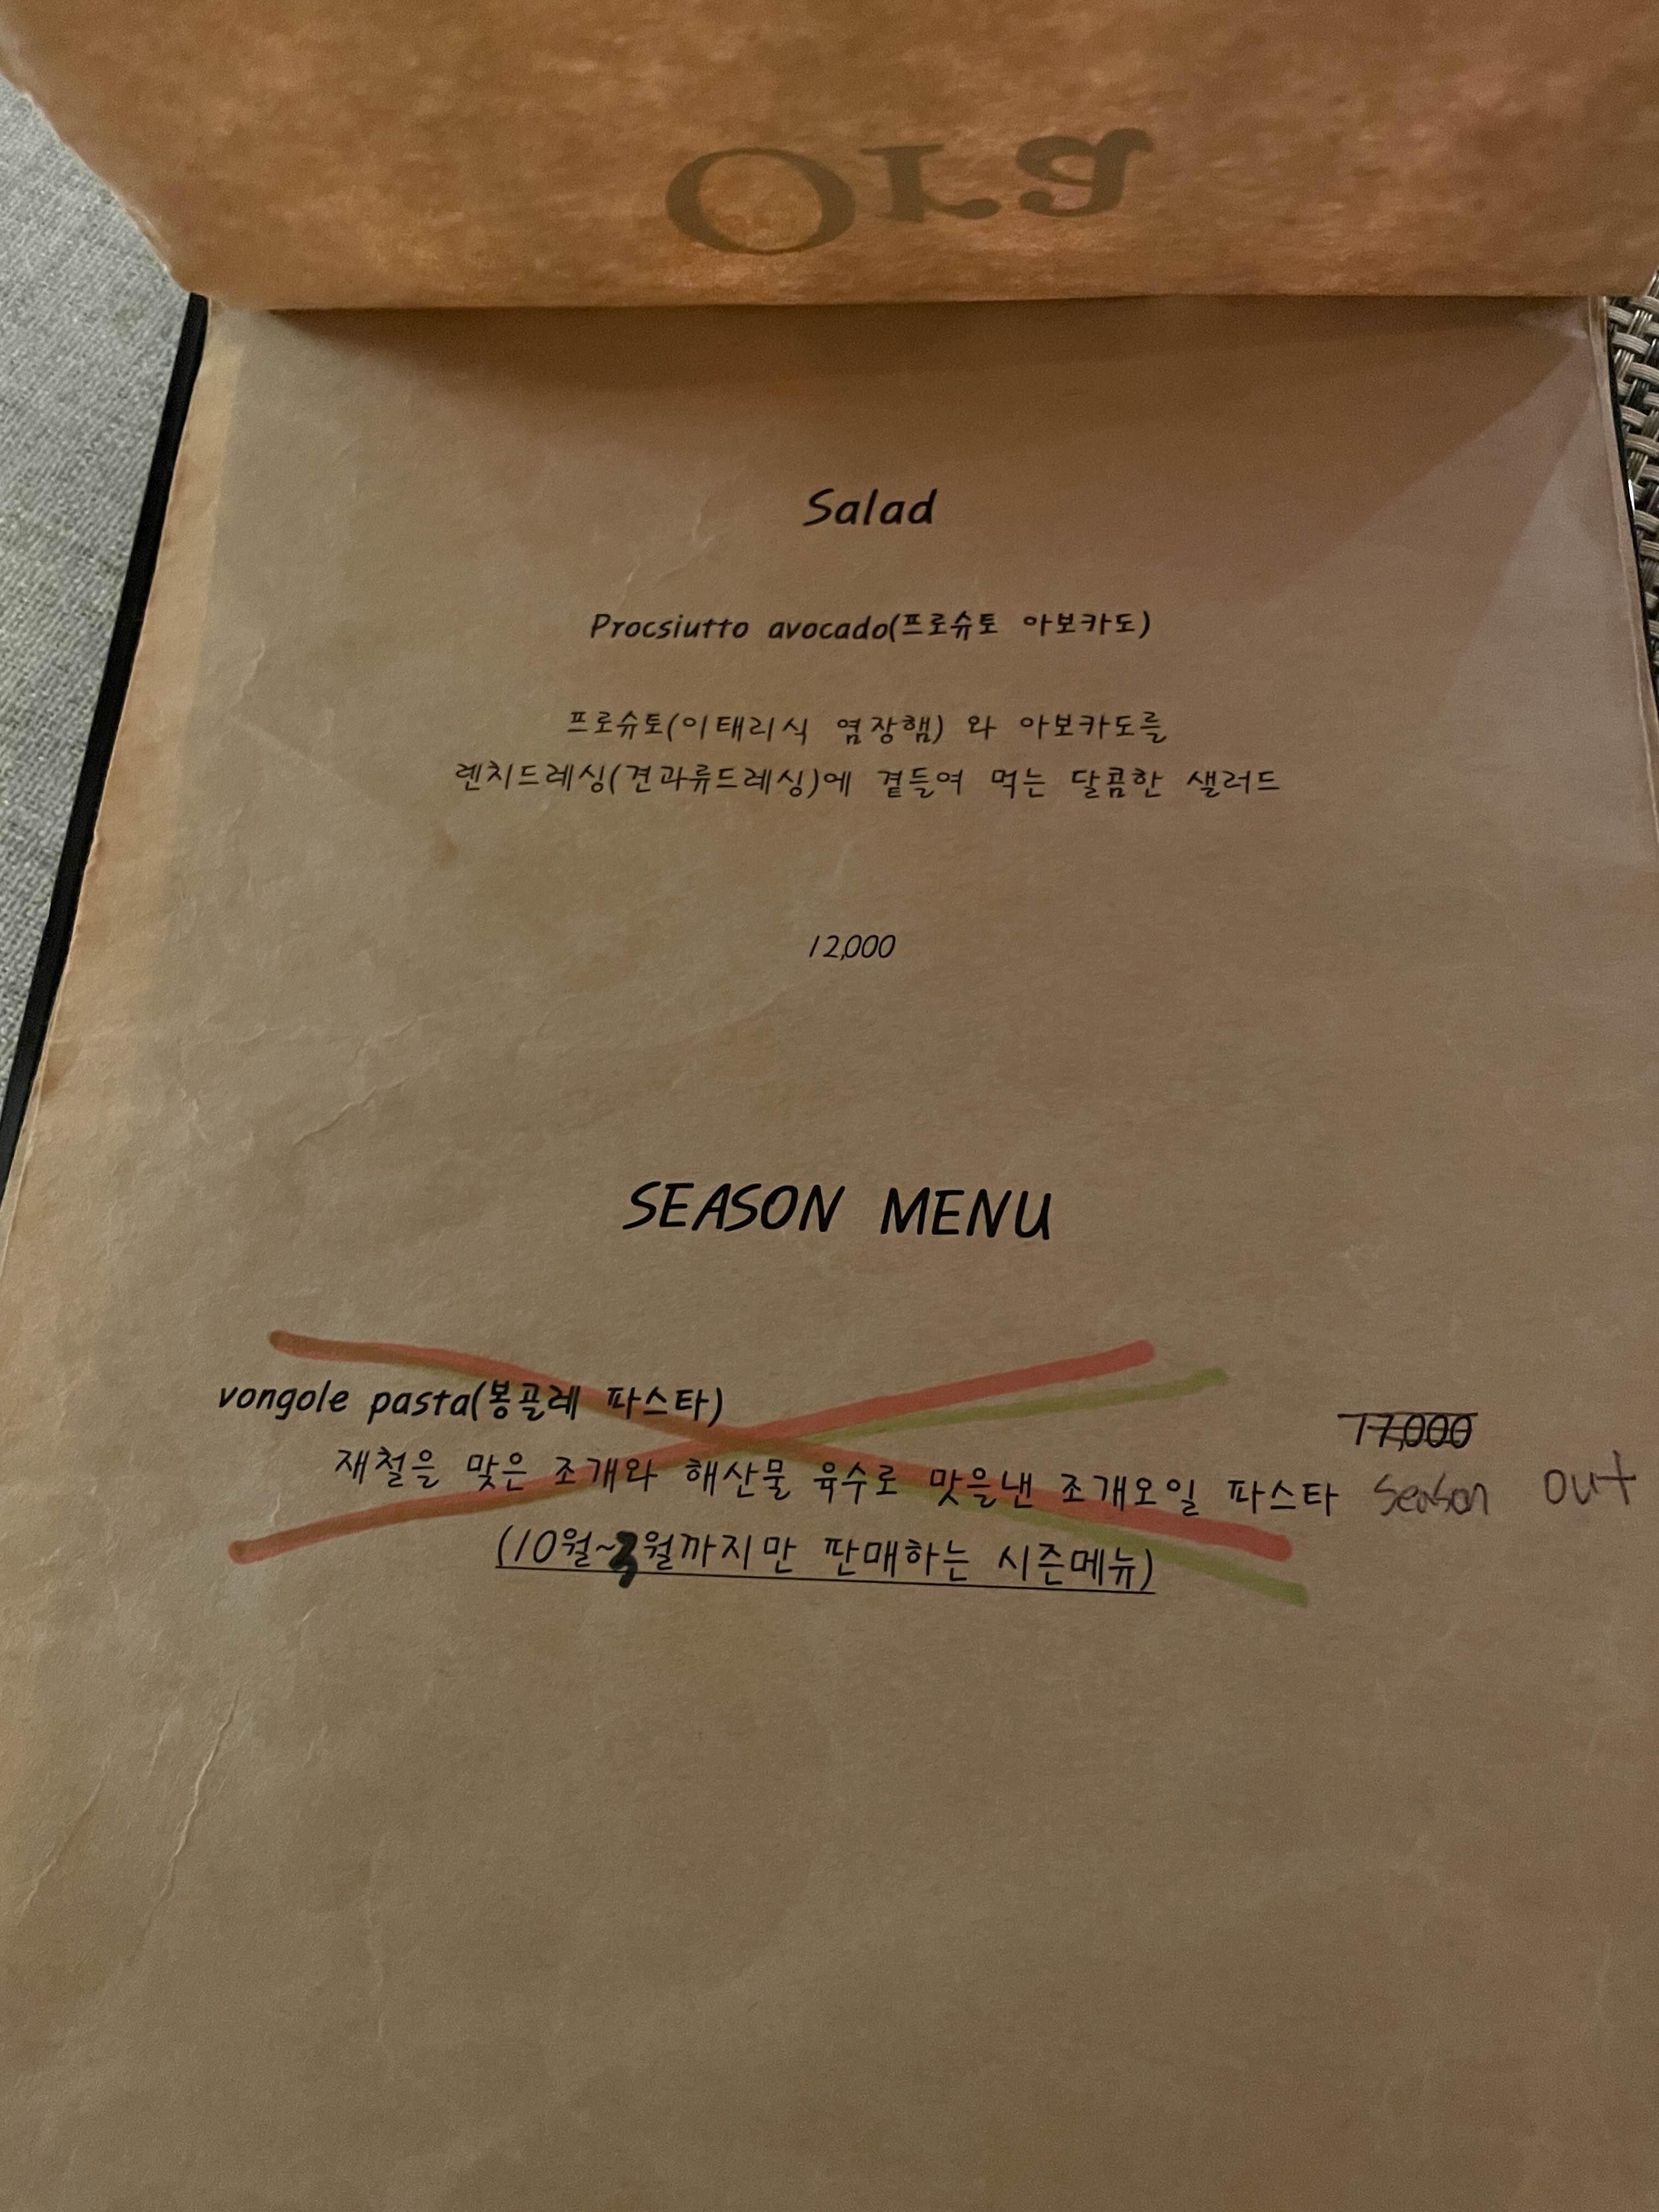 Ora
Salad
Procsiutto avocado(프로슈토 아보카도)
프로슈토(이태리식 염장햄) 와 아보카도를
렌치드레싱(견과류드레싱)에 곁들여 먹는 달콤한 샐러드
12,000
SEASON MENU
vongole pasta(봉골레 파스타)
17,000
재철을 맞은 조개와 해산물 육수로 맛을낸 조개오일 파스타 season out
(10월~3월까지만 판매하는 시즌메뉴)